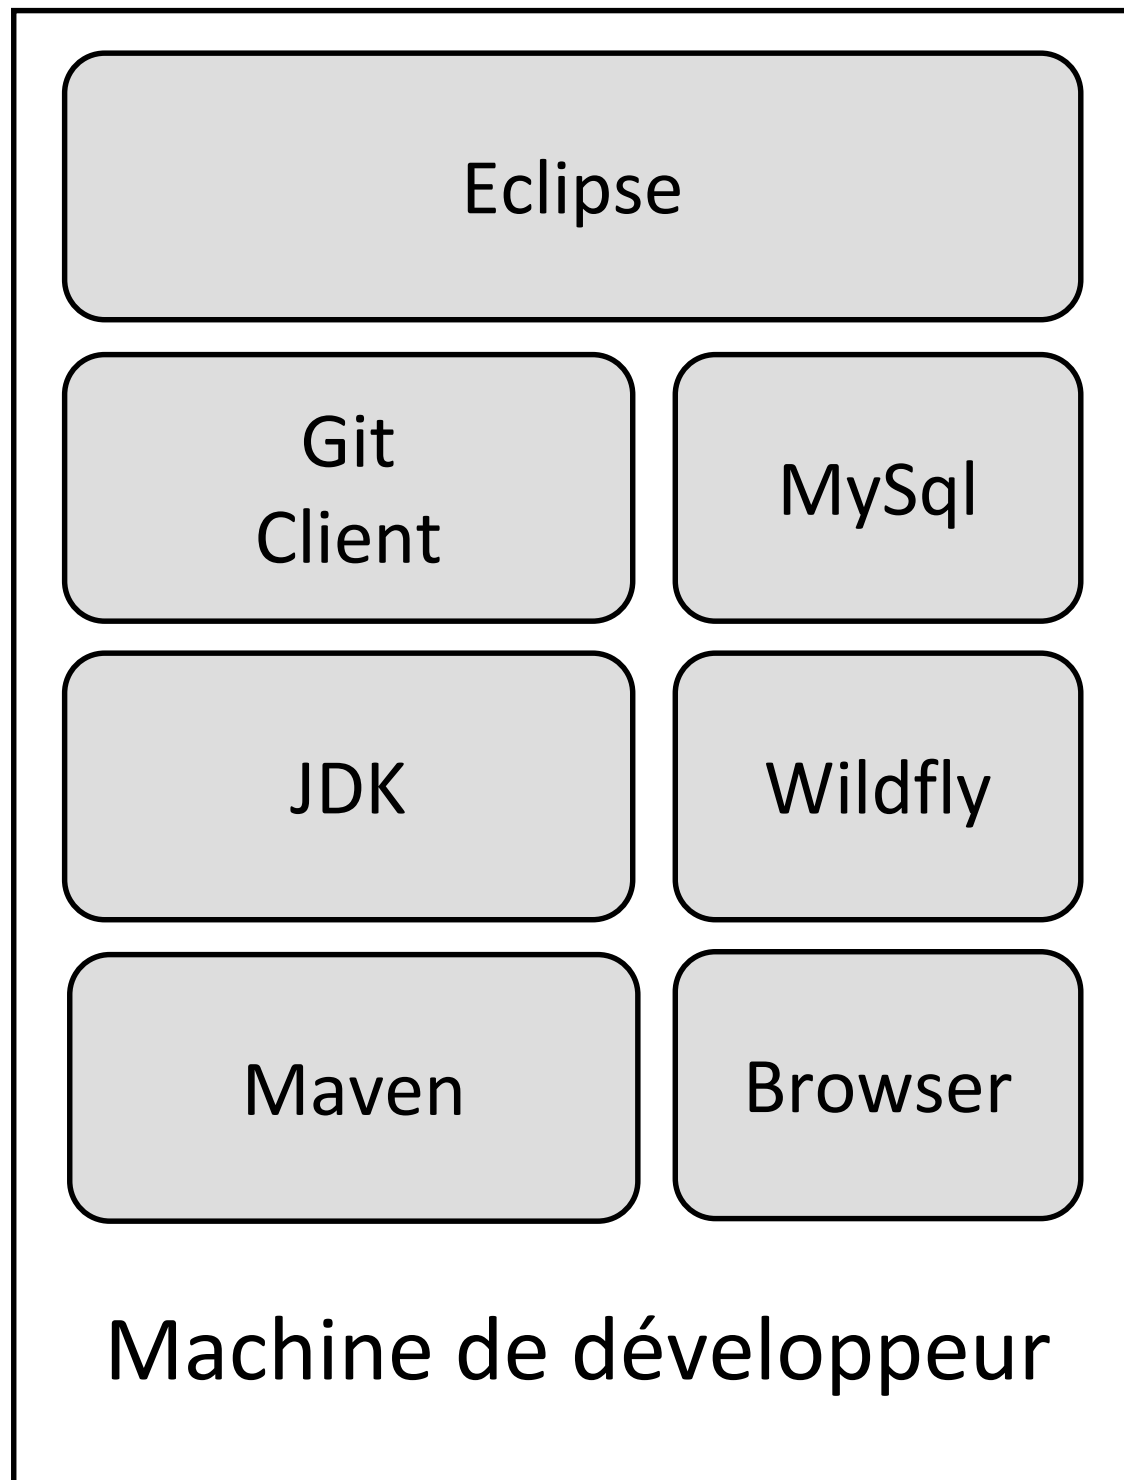 Eclipse
Git
Client
MySql
JDK
Wildfly
Maven
Browser
Machine de développeur